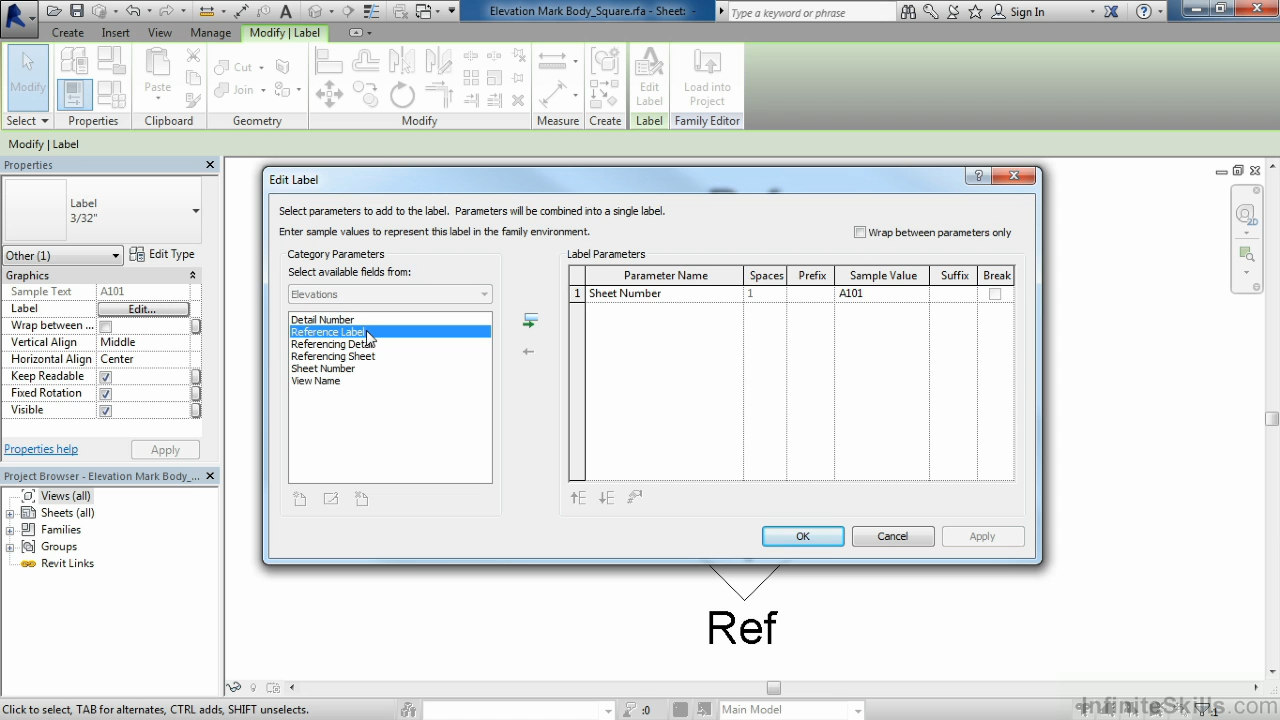 Elevation Mark Body_Square.rfa - Sheet:
Type a keyword or phrase
Sign In
Create
Insert
View
Manage
Modify | Label
Modify
Paste
Cut
Join
Edit
Label
Load into
Project
Select
Properties
Clipboard
Geometry
Modify
Measure
Create
Label
Family Editor
Modify | Label
Properties
Label
3/32"
Other (1)
Edit Type
Graphics
Sample Text A101
Label Edit...
Wrap between ...
Vertical Align Middle
Horizontal Align Center
Keep Readable
Fixed Rotation
Visible
Properties help
Apply
Project Browser - Elevation Mark Body_...
Views (all)
Sheets (all)
Families
Groups
Revit Links
Edit Label
Select parameters to add to the label. Parameters will be combined into a single label.
Enter sample values to represent this label in the family environment.
Wrap between parameters only
Category Parameters
Select available fields from:
Elevations
Detail Number
Reference Label
Referencing Detail
Referencing Sheet
Sheet Number
View Name
Label Parameters
Parameter Name Spaces Prefix Sample Value Suffix Break
1 Sheet Number 1 A101
OK
Cancel
Apply
Ref
Click to select, TAB for alternates, CTRL adds, SHIFT unselects.
:0
Main Model
InfiniteSkills.com